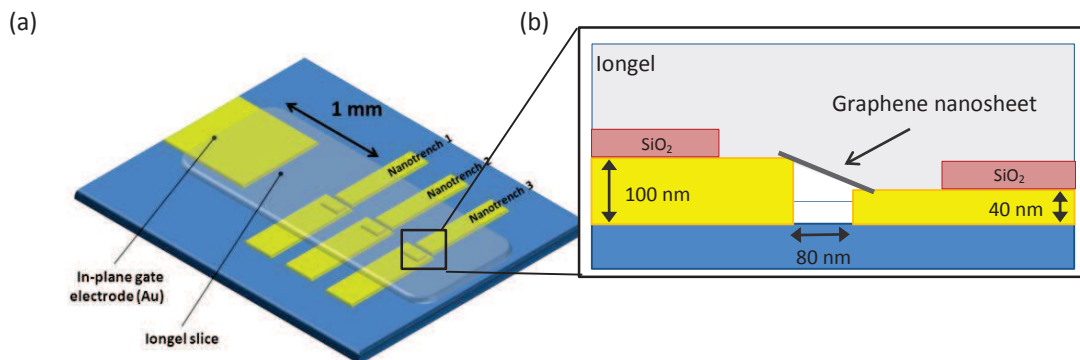 (a)
1 mm
Nanotrench 1
Nanotrench 2
Nanotrench 3
In-plane gate
electrode (Au)
Iongel slice
(b)
Iongel
Graphene nanosheet
SiO₂
SiO₂
100 nm
40 nm
80 nm